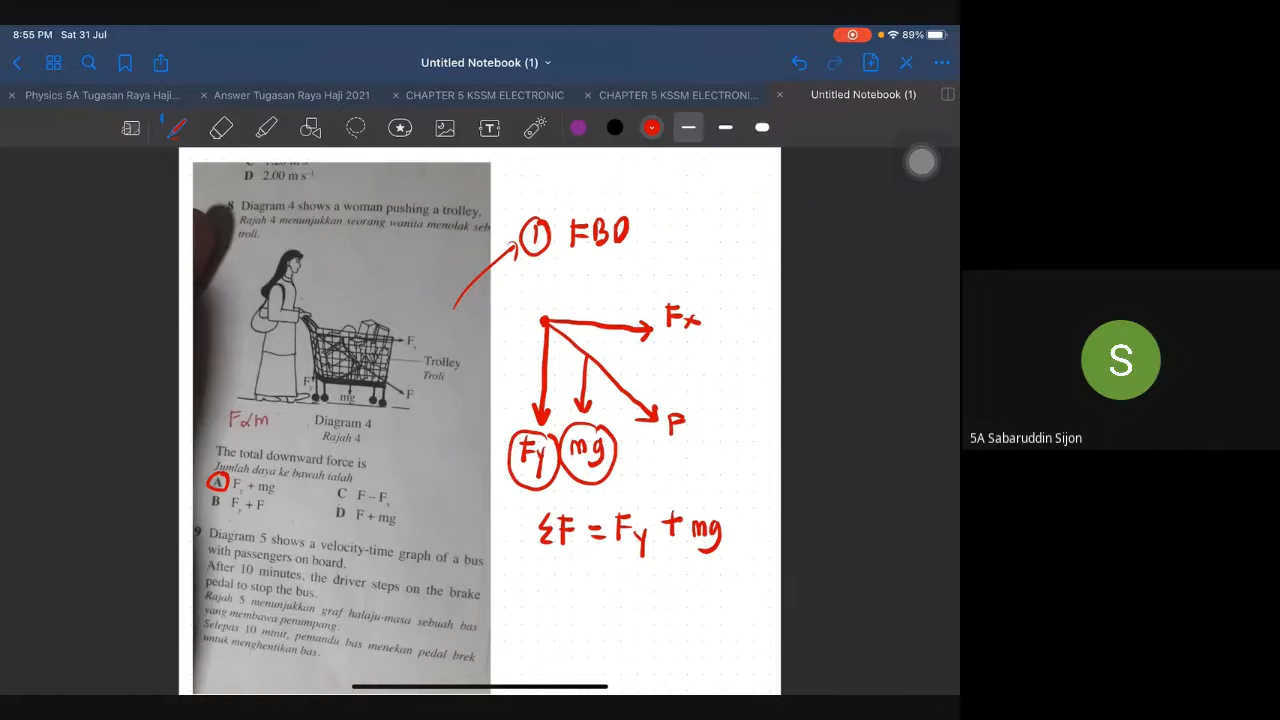 8:55 PM Sat 31 Jul
89%
Untitled Notebook (1)
Physics 5A Tugasan Raya Haji...
Answer Tugasan Raya Haji 2021
CHAPTER 5 KSSM ELECTRONIC
CHAPTER 5 KSSM ELECTRONI...
Untitled Notebook (1)
D 2.00 m s⁻¹
8 Diagram 4 shows a woman pushing a trolley.
Rajah 4 menunjukkan seorang wanita menolak seb
troli.
Fx
Trolley
Troli
F
mg
F∝m
Diagram 4
Rajah 4
The total downward force is
Jumlah daya ke bawah ialah
A Fy + mg
B Fy + F
C F – Fx
D F + mg
9 Diagram 5 shows a velocity-time graph of a bus
with passengers on board.
After 10 minutes, the driver steps on the brake
pedal to stop the bus.
Rajah 5 menunjukkan graf halaju-masa sebuah bas
yang membawa penumpang.
Selepas 10 minit, pemandu bas menekan pedal brek
untuk menghentikan bas.
1 FBD
Fx
F
Fy mg
ΣF = Fy + mg
S
5A Sabaruddin Sijon